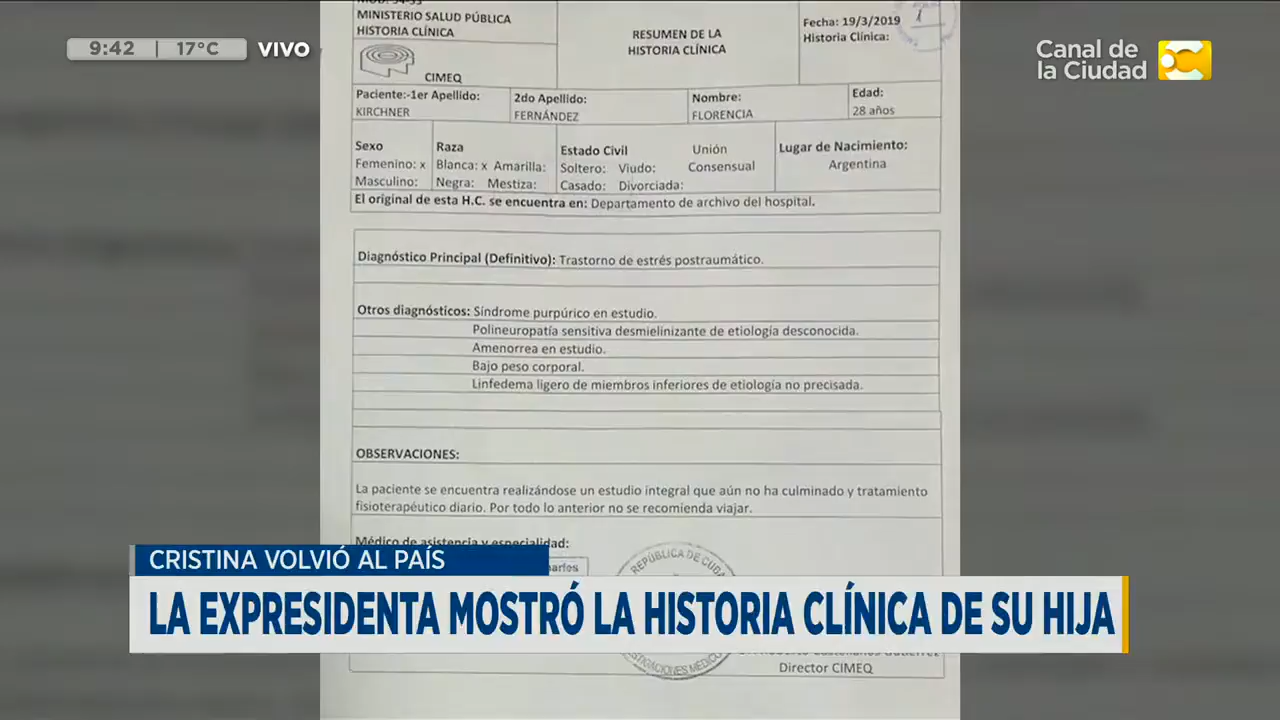 9:42 | 17°C VIVO
Canal de
la Ciudad
MINISTERIO SALUD PÚBLICA
HISTORIA CLÍNICA
CIMEQ
RESUMEN DE LA
HISTORIA CLÍNICA
Fecha: 19/3/2019
Historia Clínica:
Paciente:-1er Apellido:
KIRCHNER
2do Apellido:
FERNÁNDEZ
Nombre:
FLORENCIA
Edad:
28 años
Sexo
Femenino: x
Masculino:
Raza
Blanca: x Amarilla:
Negra: Mestiza:
Estado Civil Unión
Soltero: Viudo: Consensual
Casado: Divorciada:
Lugar de Nacimiento:
Argentina
El original de esta H.C. se encuentra en: Departamento de archivo del hospital.
Diagnóstico Principal (Definitivo): Trastorno de estrés postraumático.
Otros diagnósticos: Síndrome purpúrico en estudio.
Polineuropatía sensitiva desmielinizante de etiología desconocida.
Amenorrea en estudio.
Bajo peso corporal.
Linfedema ligero de miembros inferiores de etiología no precisada.
OBSERVACIONES:
La paciente se encuentra realizándose un estudio integral que aún no ha culminado y tratamiento
fisioterapéutico diario. Por todo lo anterior no se recomienda viajar.
Médico de asistencia y especialidad:
REPÚBLICA DE CUBA
CRISTINA VOLVIÓ AL PAÍS
LA EXPRESIDENTA MOSTRÓ LA HISTORIA CLÍNICA DE SU HIJA
Director CIMEQ